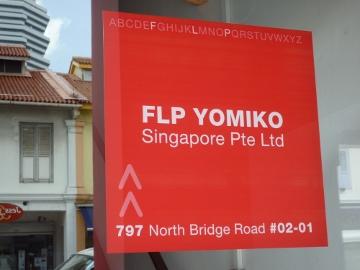 ABCDEFGHIJKLMNOPQRSTUVWXYZ
FLP YOMIKO
Singapore Pte Ltd
797 North Bridge Road #02-01